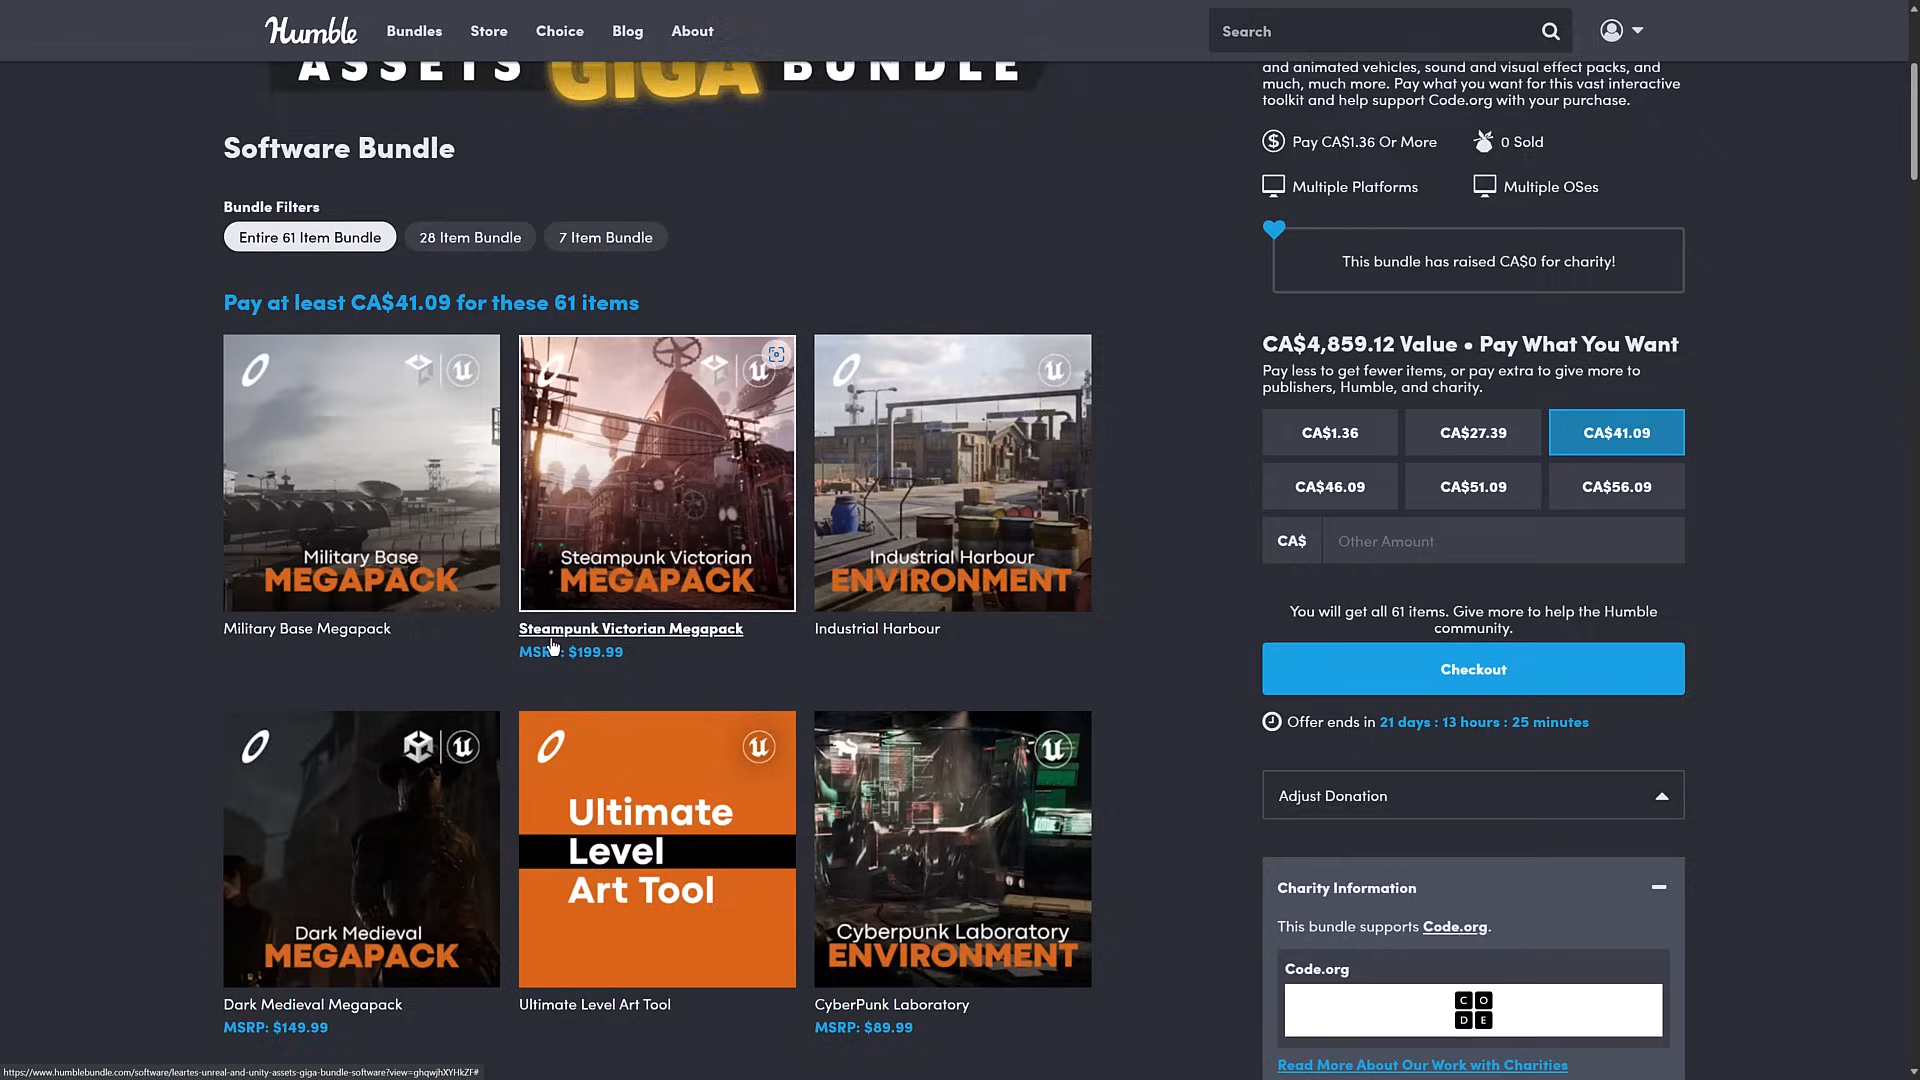 Humble
Bundles
Store
Choice
Blog
About
Search
ASSETS GIGA BUNDLE
and animated vehicles, sound and visual effect packs, and
much, much more. Pay what you want for this vast interactive
toolkit and help support Code.org with your purchase.
Software Bundle
Pay CA$1.36 Or More
0 Sold
Multiple Platforms
Multiple OSes
Bundle Filters
Entire 61 Item Bundle
28 Item Bundle
7 Item Bundle
This bundle has raised CA$0 for charity!
Pay at least CA$41.09 for these 61 items
Military Base
MEGAPACK
Military Base Megapack
Steampunk Victorian
MEGAPACK
Steampunk Victorian Megapack
MSRP: $199.99
Industrial Harbour
ENVIRONMENT
Industrial Harbour
Dark Medieval
MEGAPACK
Dark Medieval Megapack
MSRP: $149.99
Ultimate
Level
Art Tool
Ultimate Level Art Tool
Cyberpunk Laboratory
ENVIRONMENT
CyberPunk Laboratory
MSRP: $89.99
CA$4,859.12 Value • Pay What You Want
Pay less to get fewer items, or pay extra to give more to
publishers, Humble, and charity.
CA$1.36
CA$27.39
CA$41.09
CA$46.09
CA$51.09
CA$56.09
CA$
Other Amount
You will get all 61 items. Give more to help the Humble
community.
Checkout
Offer ends in 21 days : 13 hours : 25 minutes
Adjust Donation
Charity Information
This bundle supports Code.org.
Code.org
C O
D E
Read More About Our Work with Charities
https://www.humblebundle.com/software/leartes-unreal-and-unity-assets-giga-bundle-software?view=ghqwjhXYHkZF#